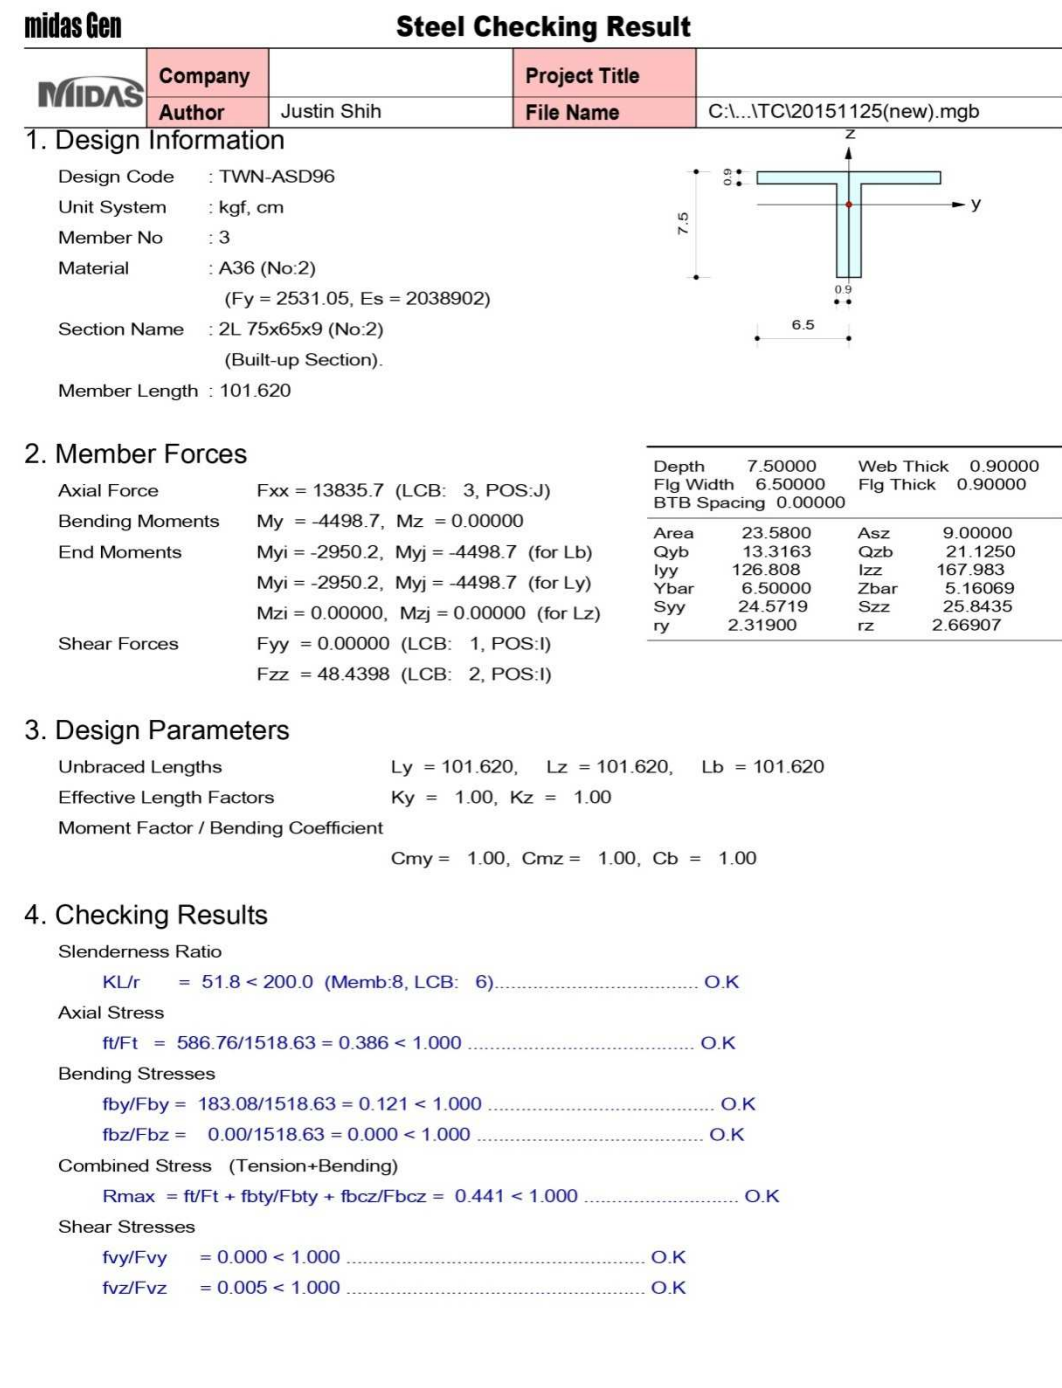 midas Gen
Steel Checking Result
MIDAS
Company
Project Title
Author Justin Shih
File Name C:\...\TC\20151125(new).mgb
1. Design Information
Design Code : TWN-ASD96
Unit System : kgf, cm
Member No : 3
Material : A36 (No:2)
(Fy = 2531.05, Es = 2038902)
Section Name : 2L 75x65x9 (No:2)
(Built-up Section).
Member Length : 101.620
z
y
0.9
7.5
0.9
6.5
2. Member Forces
Axial Force Fxx = 13835.7 (LCB: 3, POS:J)
Bending Moments My = -4498.7, Mz = 0.00000
End Moments Myi = -2950.2, Myj = -4498.7 (for Lb)
Myi = -2950.2, Myj = -4498.7 (for Ly)
Mzi = 0.00000, Mzj = 0.00000 (for Lz)
Shear Forces Fyy = 0.00000 (LCB: 1, POS:I)
Fzz = 48.4398 (LCB: 2, POS:I)
Depth 7.50000 Web Thick 0.90000
Flg Width 6.50000 Flg Thick 0.90000
BTB Spacing 0.00000
Area 23.5800 Asz 9.00000
Qyb 13.3163 Qzb 21.1250
Iyy 126.808 Izz 167.983
Ybar 6.50000 Zbar 5.16069
Syy 24.5719 Szz 25.8435
ry 2.31900 rz 2.66907
3. Design Parameters
Unbraced Lengths Ly = 101.620, Lz = 101.620, Lb = 101.620
Effective Length Factors Ky = 1.00, Kz = 1.00
Moment Factor / Bending Coefficient
Cmy = 1.00, Cmz = 1.00, Cb = 1.00
4. Checking Results
Slenderness Ratio
KL/r = 51.8 < 200.0 (Memb:8, LCB: 6)..................................... O.K
Axial Stress
ft/Ft = 586.76/1518.63 = 0.386 < 1.000 ......................................... O.K
Bending Stresses
fby/Fby = 183.08/1518.63 = 0.121 < 1.000 ......................................... O.K
fbz/Fbz = 0.00/1518.63 = 0.000 < 1.000 ......................................... O.K
Combined Stress (Tension+Bending)
Rmax = ft/Ft + fbty/Fbty + fbcz/Fbcz = 0.441 < 1.000 ............................ O.K
Shear Stresses
fvy/Fvy = 0.000 < 1.000 ...................................................... O.K
fvz/Fvz = 0.005 < 1.000 ...................................................... O.K